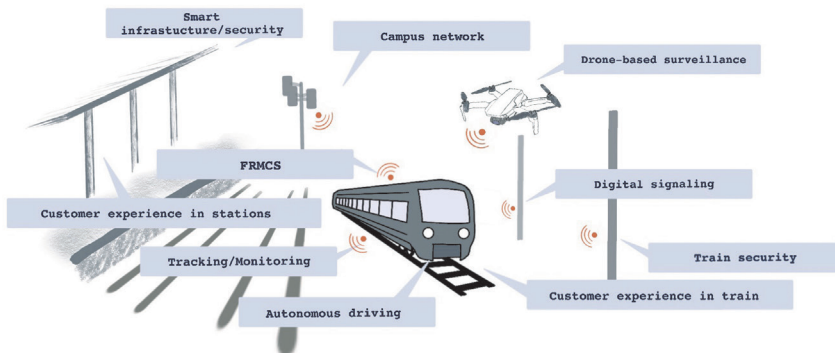 Smart
infrastucture/security
Campus network
Drone-based surveillance
FRMCS
Digital signaling
Customer experience in stations
Tracking/Monitoring
Train security
Customer experience in train
Autonomous driving